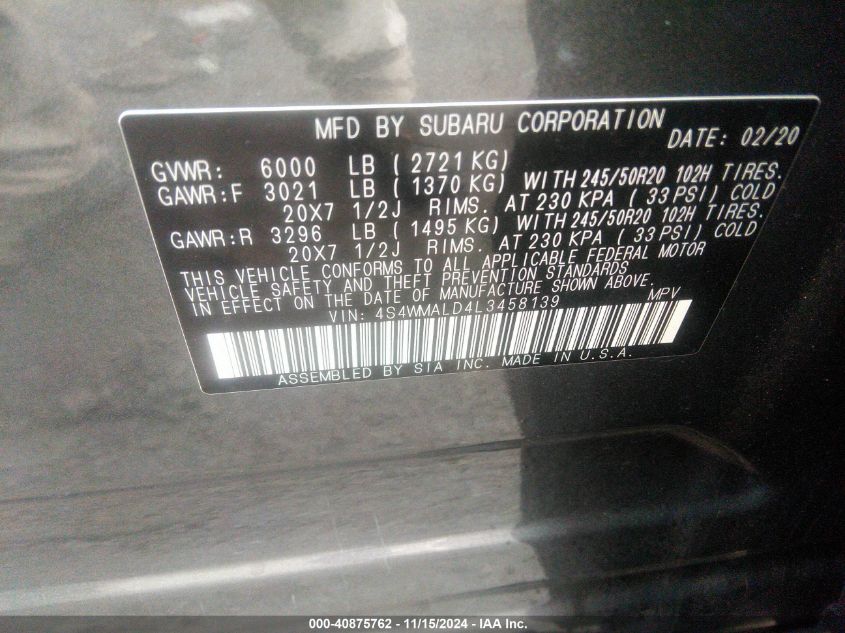 MFD BY SUBARU CORPORATION DATE: 02/20
GVWR: 6000 LB ( 2721 KG)
GAWR:F 3021 LB ( 1370 KG) WITH 245/50R20 102H TIRES.
20X7 1/2J RIMS. AT 230 KPA ( 33 PSI) COLD
GAWR:R 3296 LB ( 1495 KG) WITH 245/50R20 102H TIRES.
20X7 1/2J RIMS. AT 230 KPA ( 33 PSI) COLD
THIS VEHICLE CONFORMS TO ALL APPLICABLE FEDERAL MOTOR
VEHICLE SAFETY AND THEFT PREVENTION STANDARDS
IN EFFECT ON THE DATE OF MANUFACTURE SHOWN ABOVE.
VIN: 4S4WMALD4L3458139 MPV
ASSEMBLED BY SIA INC. MADE IN U.S.A.
000-40875762 - 11/15/2024 - IAA Inc.